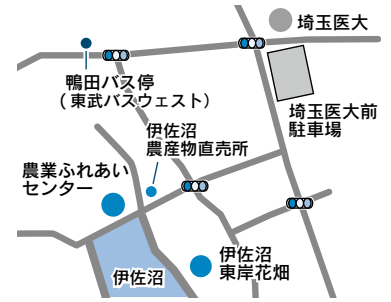 埼玉医大
鴨田バス停
（東武バスウェスト）
埼玉医大前
駐車場
伊佐沼
農産物直売所
農業ふれあい
センター
伊佐沼
東岸花畑
伊佐沼